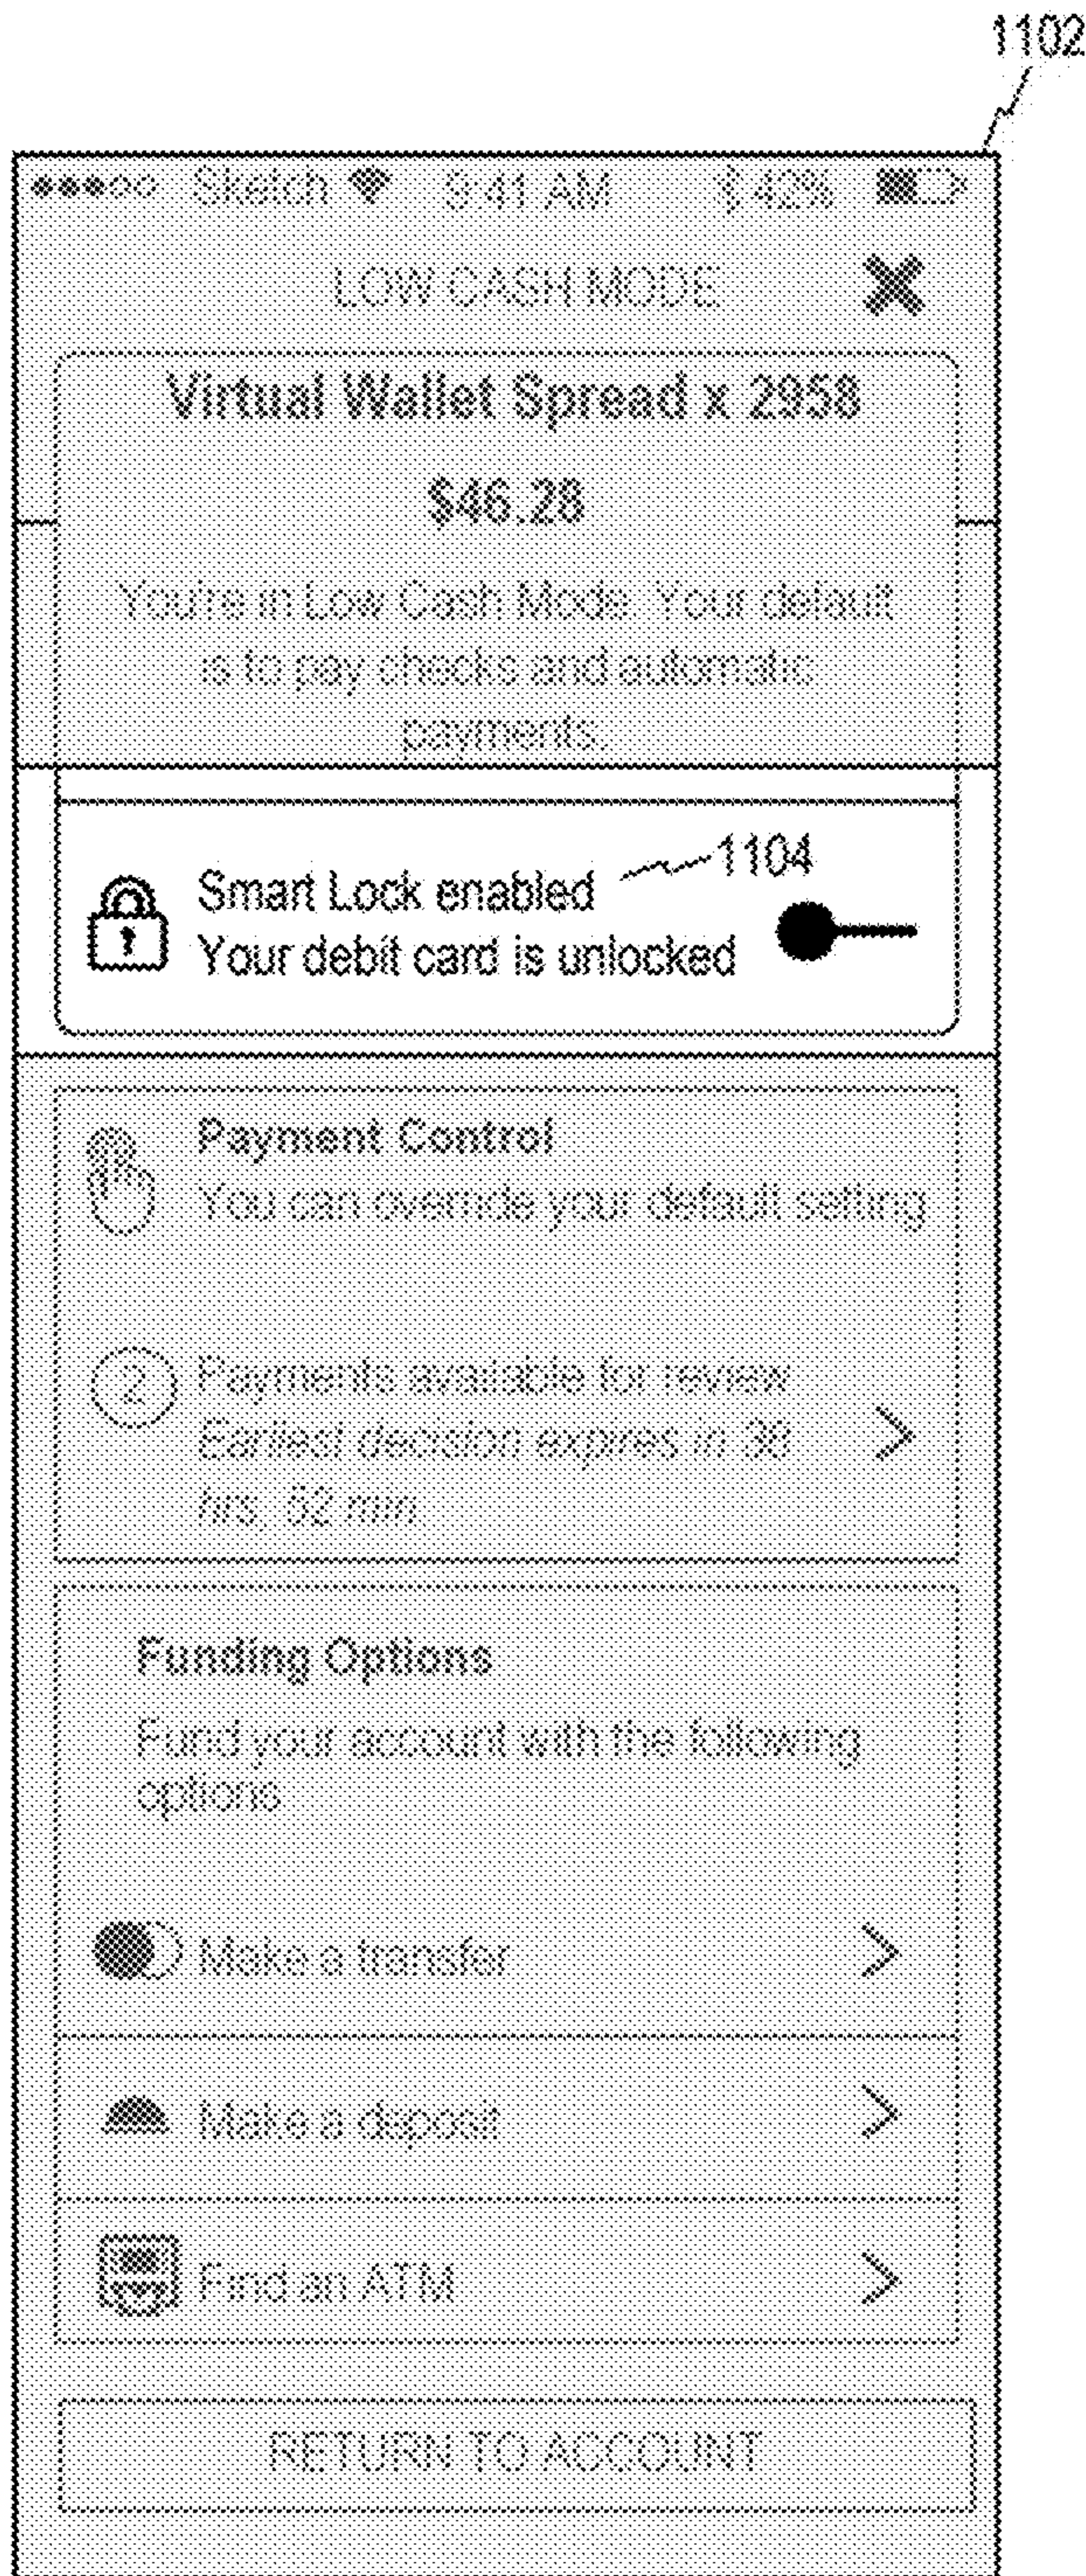 1102
Sketch 9:41 AM $ 42%
LOW CASH MODE
Virtual Wallet Spread x 2958
$46.28
You're in Low Cash Mode. Your default
is to pay checks and automatic
payments.
Smart Lock enabled 1104
Your debit card is unlocked
Payment Control
You can override your default setting
2 Payments available for review
Earliest decision expires in 38
hrs, 52 min
Funding Options
Fund your account with the following
options
Make a transfer
Make a deposit
Find an ATM
RETURN TO ACCOUNT